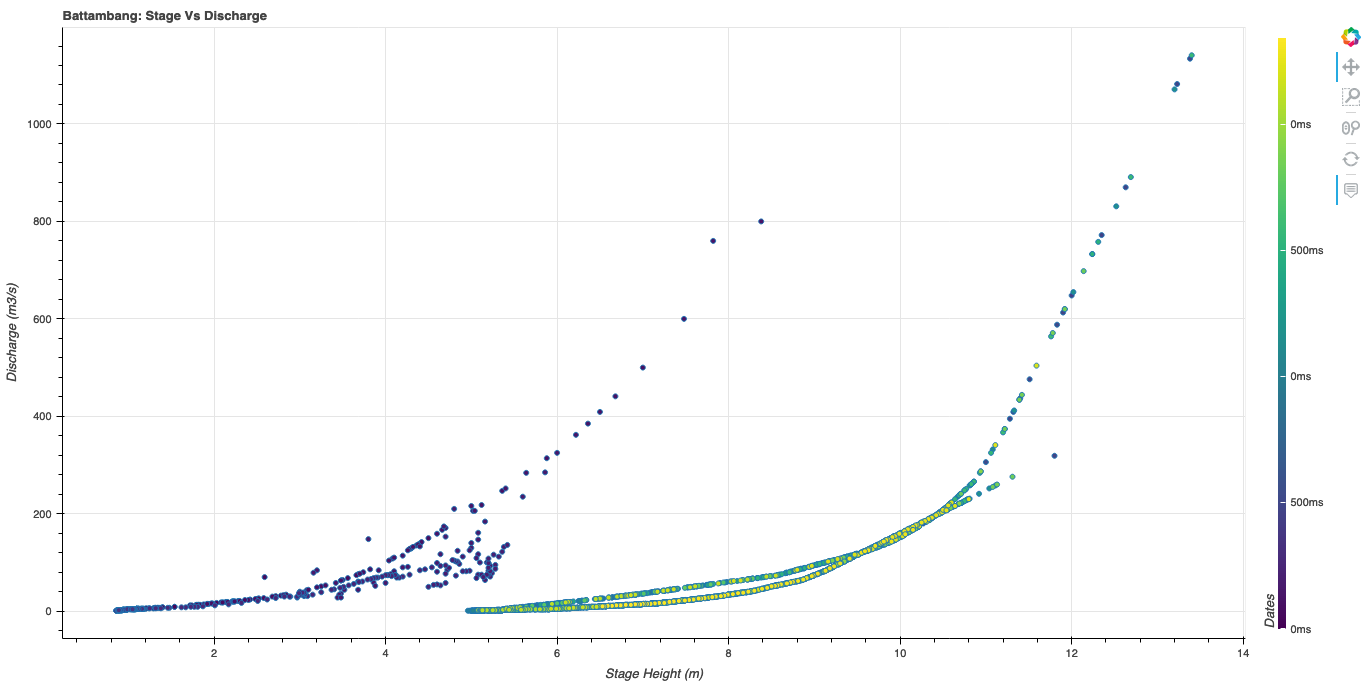 Battambang: Stage Vs Discharge
1000
800
600
400
200
0
Discharge (m3/s)
2
4
6
8
10
12
14
Stage Height (m)
0ms
500ms
0ms
500ms
0ms
Dates